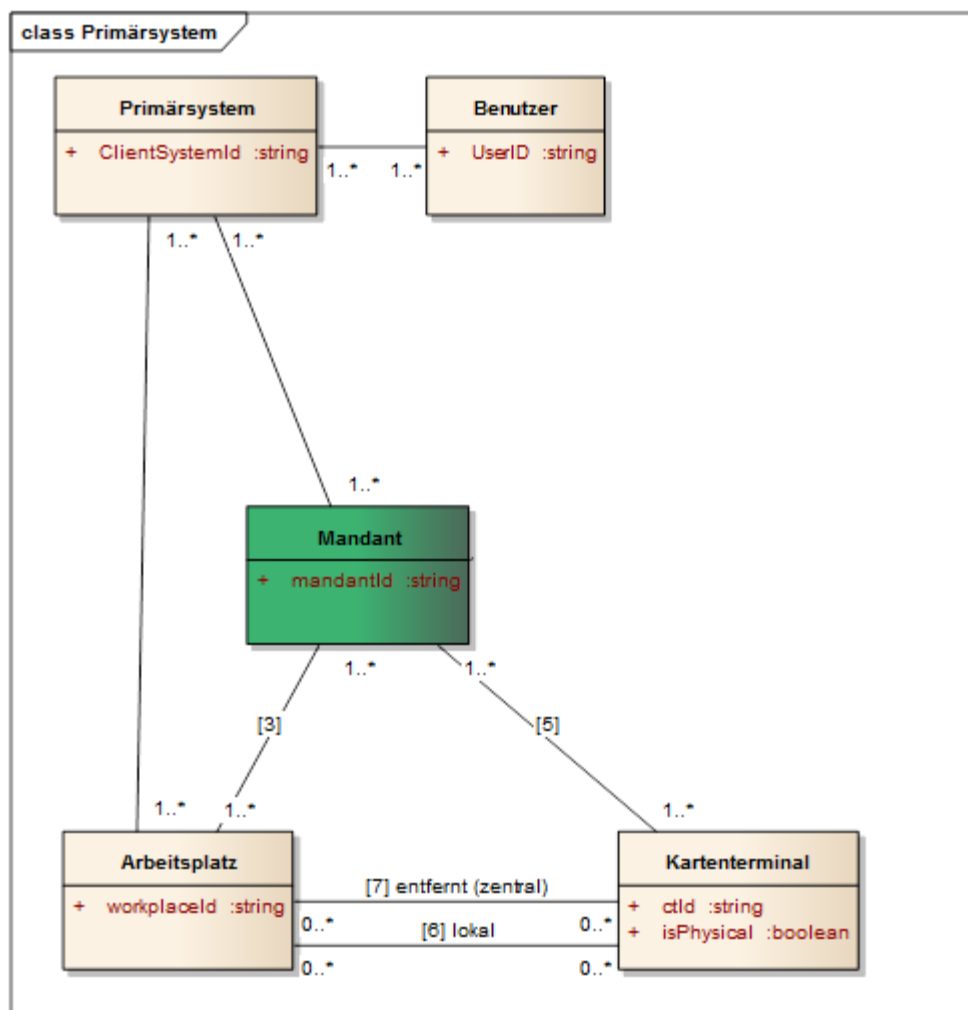 class Primärsystem
Primärsystem
+ ClientSystemId :string
Benutzer
+ UserID :string
1..* 1..*
1..* 1..*
1..*
Mandant
+ mandantId :string
1..* 1..*
[3] [5]
1..* 1..* 1..*
Arbeitsplatz
+ workplaceId :string
Kartenterminal
+ ctId :string
+ isPhysical :boolean
[7] entfernt (zentral)
0..* 0..*
[6] lokal
0..* 0..*